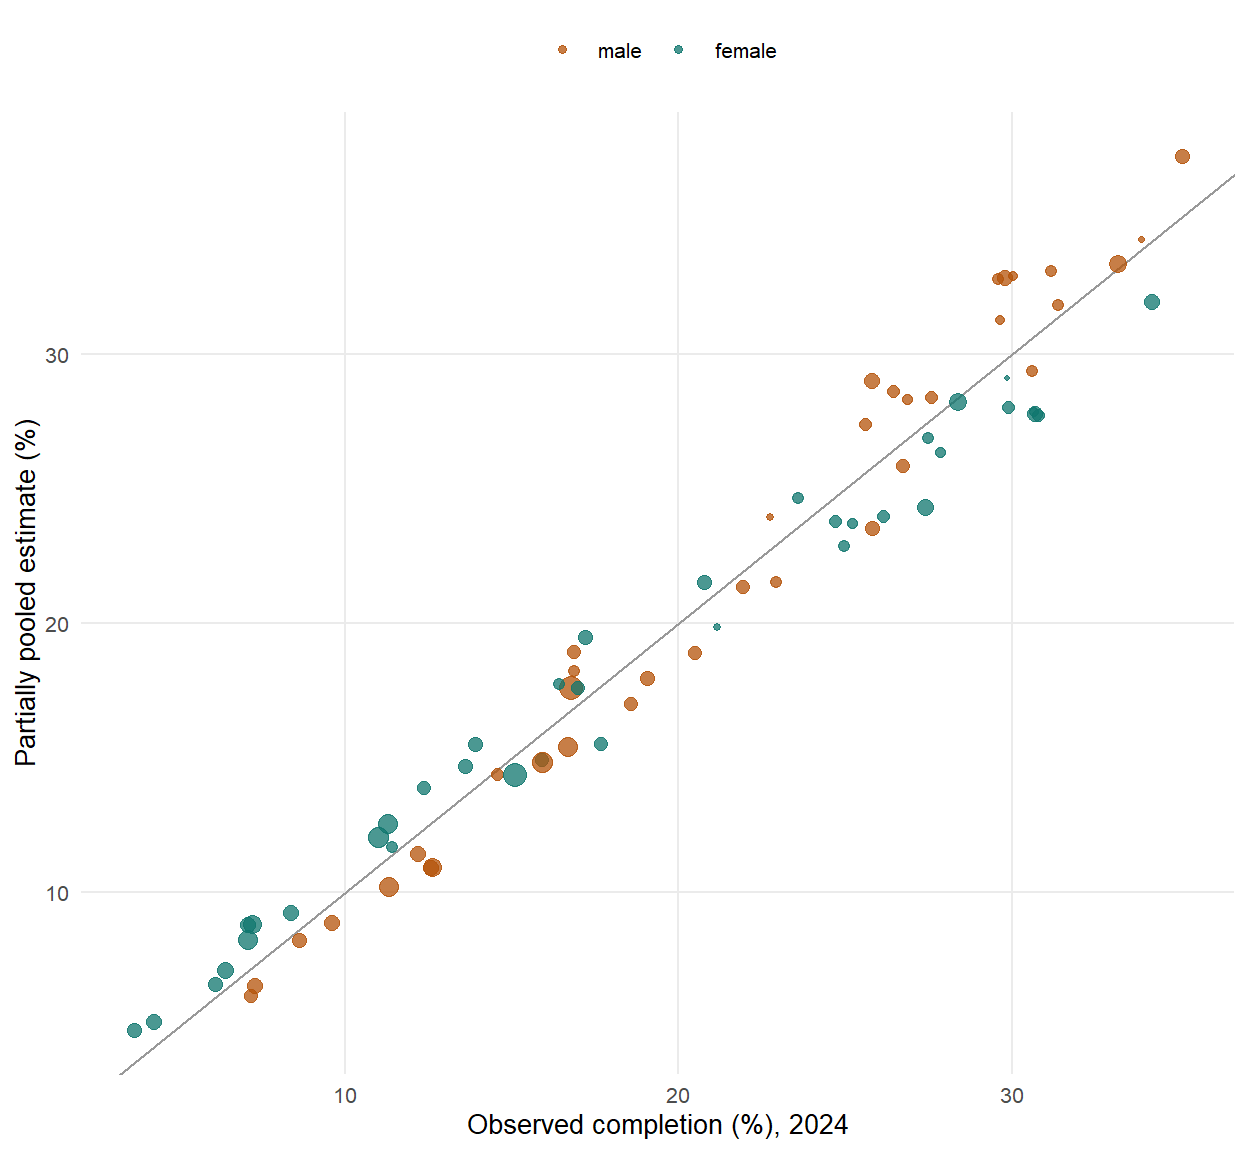 male female
30
20
10
Partially pooled estimate (%)
10 20 30
Observed completion (%), 2024